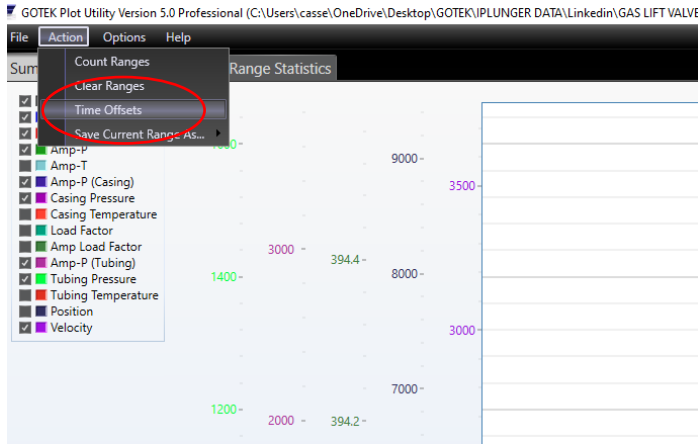 GOTEK Plot Utility Version 5.0 Professional (C:\Users\casse\OneDrive\Desktop\GOTEK\IPLUNGER DATA\Linkedin\GAS LIFT VALVE
File Action Options Help
Count Ranges
Clear Ranges
Time Offsets
Save Current Range As...
Sum
Range Statistics
Amp-P
Amp-T
Amp-P (Casing)
Casing Pressure
Casing Temperature
Load Factor
Amp Load Factor
Amp-P (Tubing)
Tubing Pressure
Tubing Temperature
Position
Velocity
9000
3500
3000
394.4
1400
8000
3000
7000
1200
2000
394.2